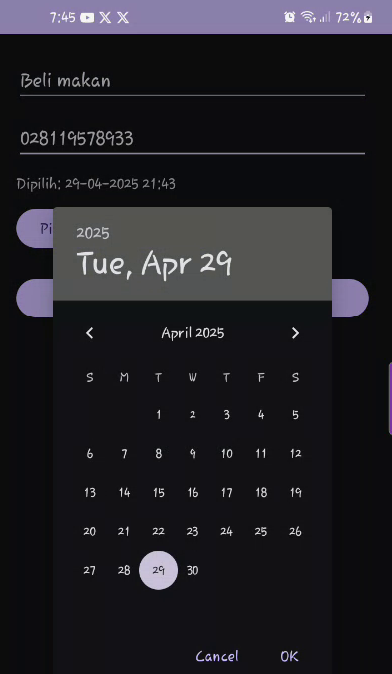 7:45 72%
Beli makan
028119578933
Dipilih: 29-04-2025 21:43
Pi
2025
Tue, Apr 29
April 2025
S M T W T F S
1 2 3 4 5
6 7 8 9 10 11 12
13 14 15 16 17 18 19
20 21 22 23 24 25 26
27 28 29 30
Cancel OK